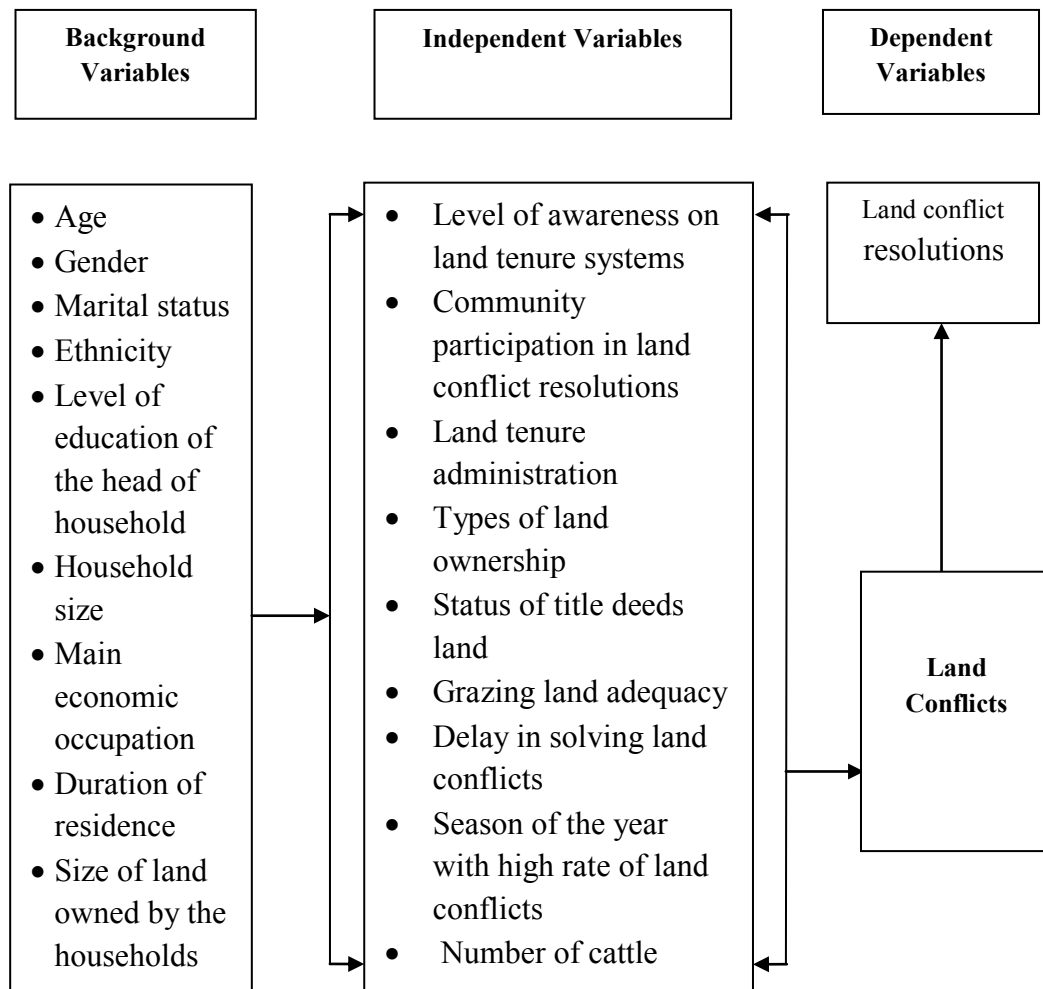 Background
Variables
Independent Variables
Dependent
Variables
• Age
• Gender
• Marital status
• Ethnicity
• Level of
education of
the head of
household
• Household
size
• Main
economic
occupation
• Duration of
residence
• Size of land
owned by the
households
• Level of awareness on
land tenure systems
• Community
participation in land
conflict resolutions
• Land tenure
administration
• Types of land
ownership
• Status of title deeds
land
• Grazing land adequacy
• Delay in solving land
conflicts
• Season of the year
with high rate of land
conflicts
• Number of cattle
Land conflict
resolutions
Land
Conflicts